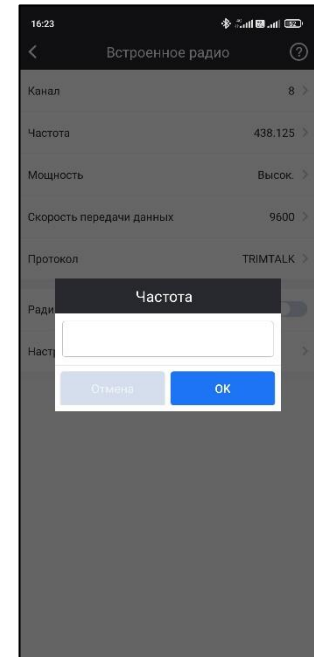 16:23
Встроенное радио
Канал 8
Частота 438.125
Мощность Высок.
Скорость передачи данных 9600
Протокол TRIMTALK
Частота
Ради
Наст
Отмена OK